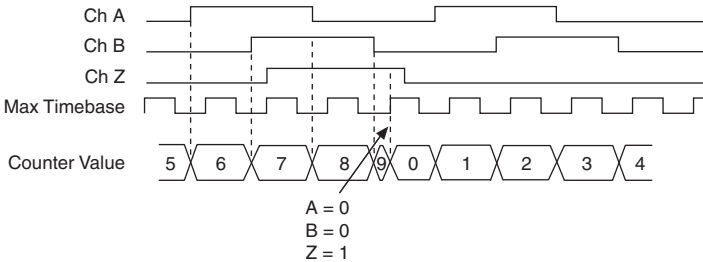 Ch A
Ch B
Ch Z
Max Timebase
Counter Value 5 6 7 8 9 0 1 2 3 4
A = 0
B = 0
Z = 1